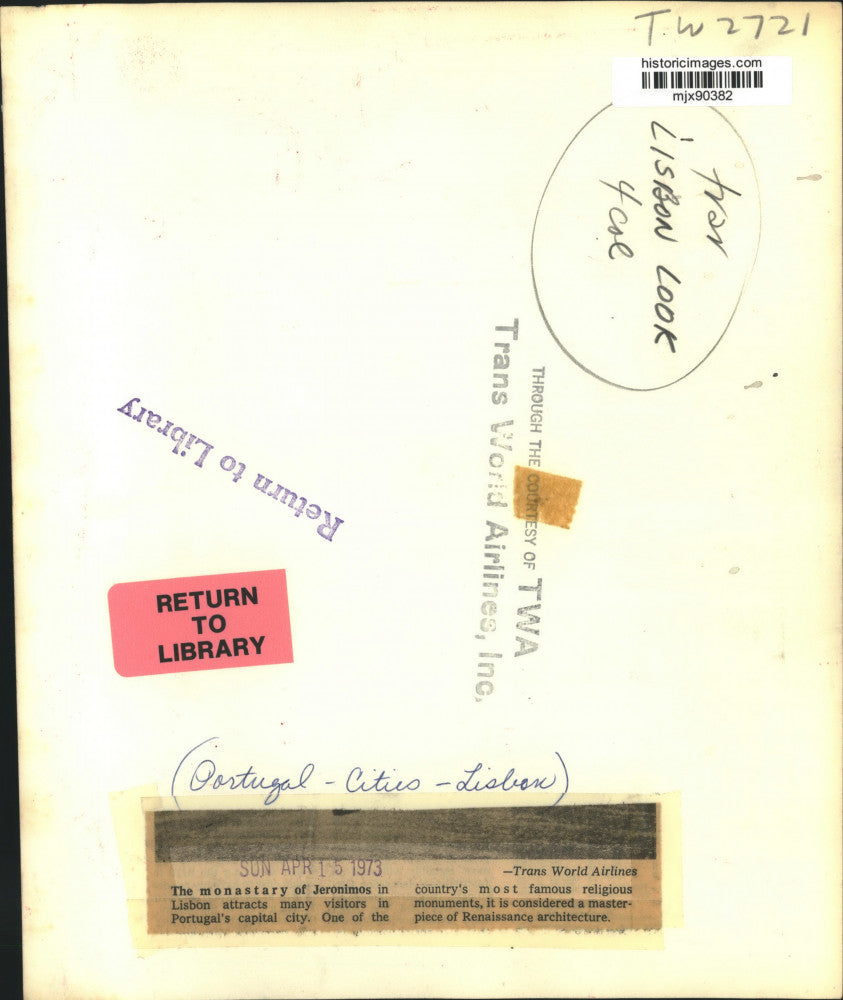 TW2721
historicimages.com
mjx90382
trav
LISBON LOOK
4 col
THROUGH THE COURTESY OF TWA
Trans World Airlines, Inc.
Return to Library
RETURN
TO
LIBRARY
(Portugal - Cities - Lisbon)
SUN APR 15 1973
—Trans World Airlines
The monastary of Jeronimos in
Lisbon attracts many visitors in
Portugal's capital city. One of the
country's most famous religious
monuments, it is considered a master-
piece of Renaissance architecture.